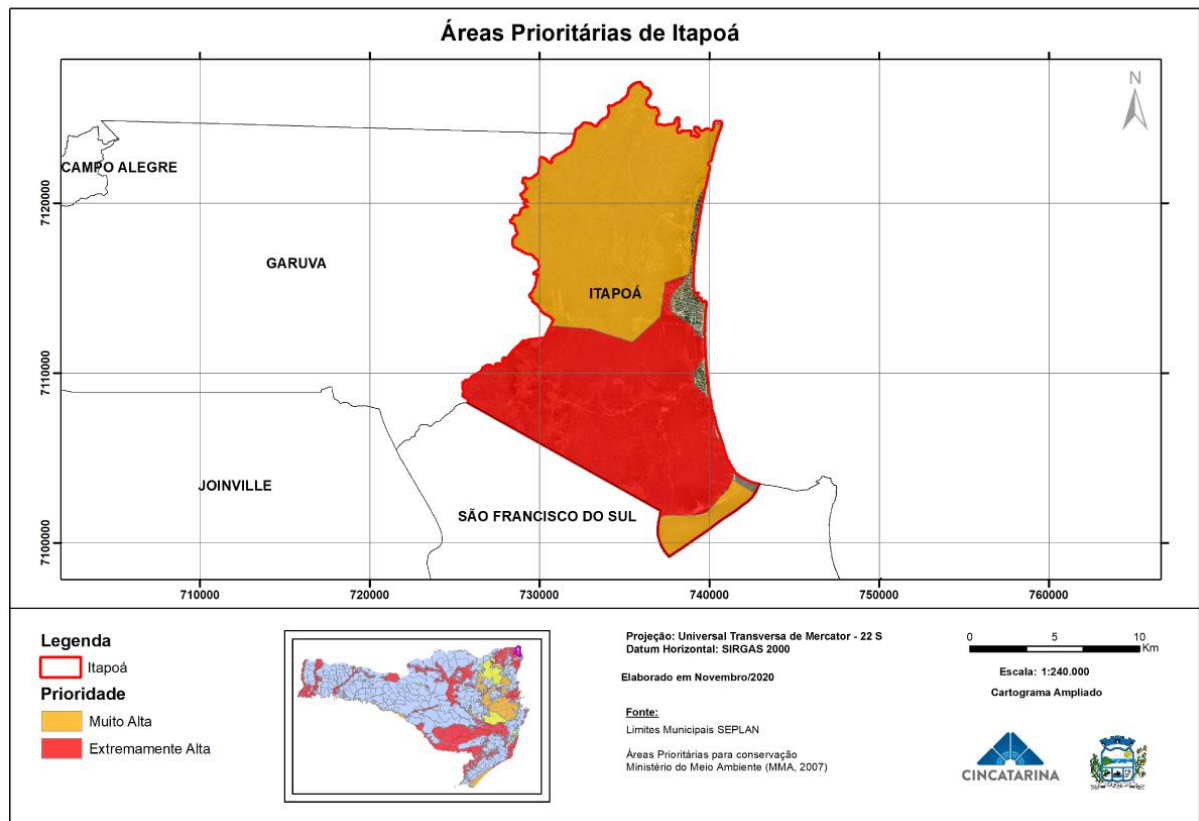 Áreas Prioritárias de Itapoá
N
CAMPO ALEGRE
GARUVA
ITAPOÁ
JOINVILLE
SÃO FRANCISCO DO SUL
7120000
7110000
7100000
710000
720000
730000
740000
750000
760000
Legenda
Itapoá
Prioridade
Muito Alta
Extremamente Alta
Projeção: Universal Transversa de Mercator - 22 S
Datum Horizontal: SIRGAS 2000
Elaborado em Novembro/2020
Fonte:
Limites Municipais SEPLAN
Áreas Prioritárias para conservação
Ministério do Meio Ambiente (MMA, 2007)
0 5 10
Km
Escala: 1:240.000
Cartograma Ampliado
CINCATARINA